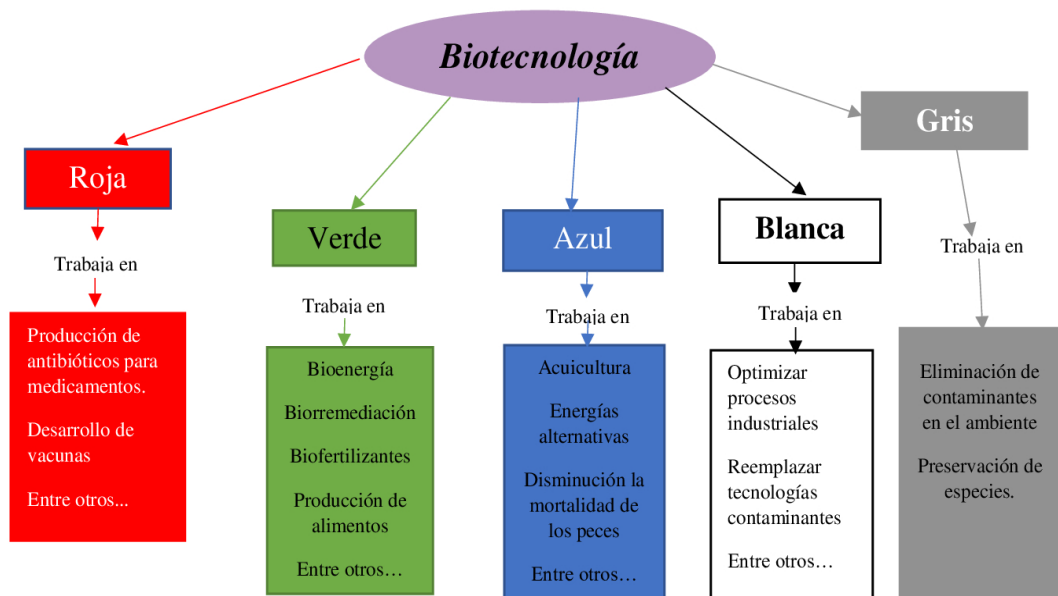 Biotecnología
Roja
Trabaja en
Producción de
antibióticos para
medicamentos.
Desarrollo de
vacunas
Entre otros...
Verde
Trabaja en
Bioenergía
Biorremediación
Biofertilizantes
Producción de
alimentos
Entre otros…
Azul
Trabaja en
Acuicultura
Energías
alternativas
Disminución la
mortalidad de
los peces
Entre otros…
Blanca
Trabaja en
Optimizar
procesos
industriales
Reemplazar
tecnologías
contaminantes
Entre otros…
Gris
Trabaja en
Eliminación de
contaminantes
en el ambiente
Preservación de
especies.